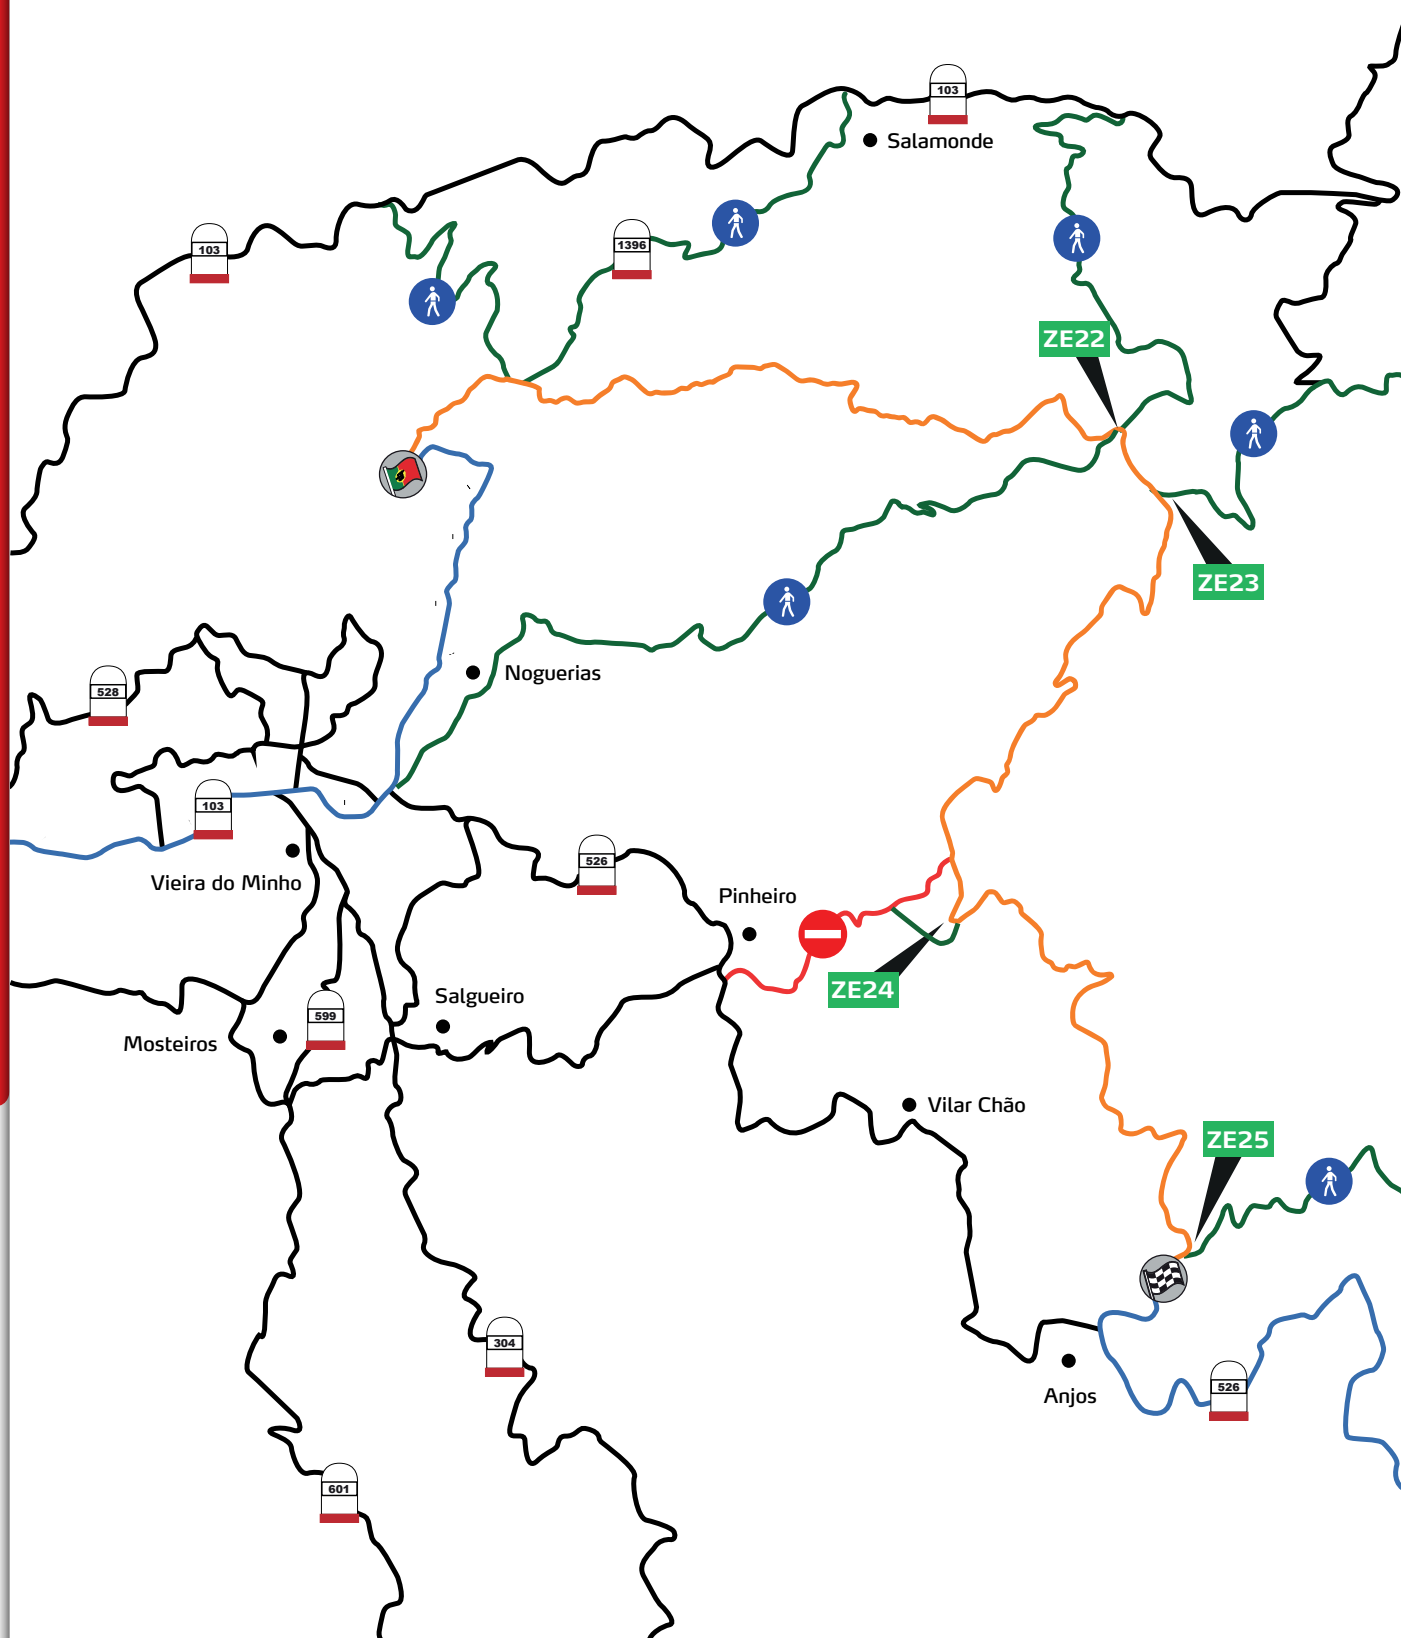 103
Salamonde
103
1396
ZE22
ZE23
Noguerias
528
103
526
Vieira do Minho
Pinheiro
ZE24
Salgueiro
599
Mosteiros
Vilar Chão
ZE25
304
526
Anjos
601